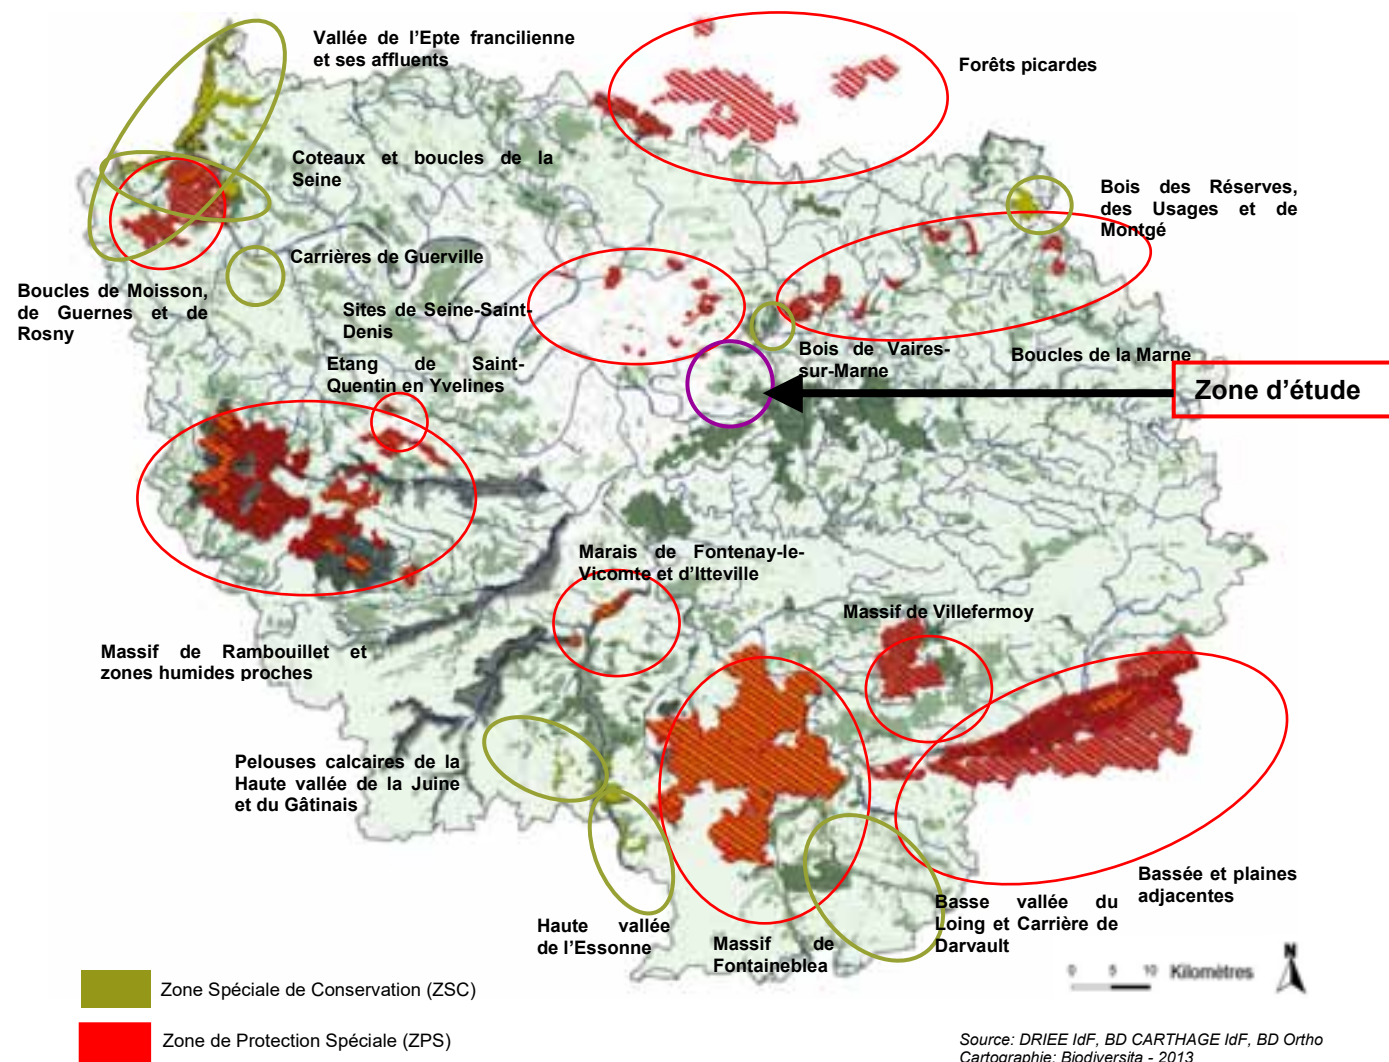 Vallée de l'Epte francilienne
et ses affluents
Forêts picardes
Coteaux et boucles de la
Seine
Bois des Réserves,
des Usages et de
Montgé
Carrières de Guerville
Boucles de Moisson,
de Guernes et de
Rosny
Sites de Seine-Saint-
Denis
Etang de Saint-
Quentin en Yvelines
Bois de Vaires-
sur-Marne
Boucles de la Marne
Zone d'étude
Marais de Fontenay-le-
Vicomte et d'Itteville
Massif de Villefermoy
Massif de Rambouillet et
zones humides proches
Pelouses calcaires de la
Haute vallée de la Juine
et du Gâtinais
Bassée et plaines
adjacentes
Basse vallée du
Loing et Carrière de
Darvault
Haute vallée
de l'Essonne
Massif de
Fontaineblea
N
0 5 10 Kilomètres
Zone Spéciale de Conservation (ZSC)
Zone de Protection Spéciale (ZPS)
Source: DRIEE IdF, BD CARTHAGE IdF, BD Ortho
Cartographie: Biodiversita - 2013